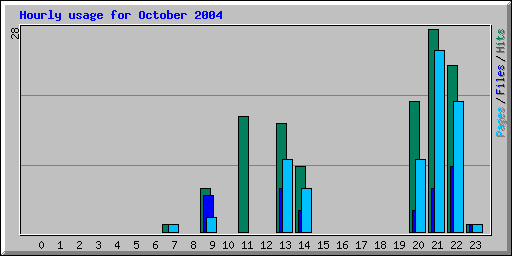 Hourly usage for October 2004
28
Pages/Files/Hits
0 1 2 3 4 5 6 7 8 9 10 11 12 13 14 15 16 17 18 19 20 21 22 23